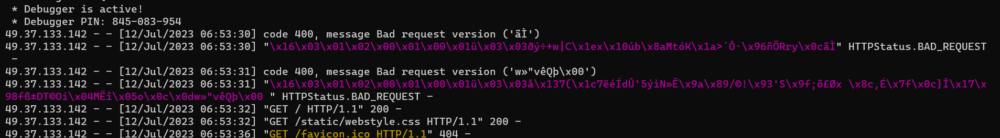 * Debugger is active!
* Debugger PIN: 845-083-954
49.37.133.142 - - [12/Jul/2023 06:53:30] code 400, message Bad request version ('ãÌ')
49.37.133.142 - - [12/Jul/2023 06:53:30] "\x16\x03\x01\x02\x00\x01\x00\x01ü\x03\x03ðý÷+w|C\x1ex\x10úb\x8aMtóK\x1a>´Ô·\x96ñÖRry\x0cãÌ" HTTPStatus.BAD_REQUEST
-
49.37.133.142 - - [12/Jul/2023 06:53:31] code 400, message Bad request version ('w»"vêQþ\x00')
49.37.133.142 - - [12/Jul/2023 06:53:31] "\x16\x03\x01\x02\x00\x01\x00\x01ü\x03\x03å\x137(\x1c7ëéÍdÛ`5ýìN»Ë\x9a\x89/©!\x93'S\x9f;õ£Øx \x8c,É\x7f\x0c}Î\x17\x
98fß±DT©Oi\x04MËî\x05o\x0c\x0dw»"vêQþ\x00 " HTTPStatus.BAD_REQUEST -
49.37.133.142 - - [12/Jul/2023 06:53:32] "GET / HTTP/1.1" 200 -
49.37.133.142 - - [12/Jul/2023 06:53:32] "GET /static/webstyle.css HTTP/1.1" 200 -
49.37.133.142 - - [12/Jul/2023 06:53:36] "GET /favicon.ico HTTP/1.1" 404 -